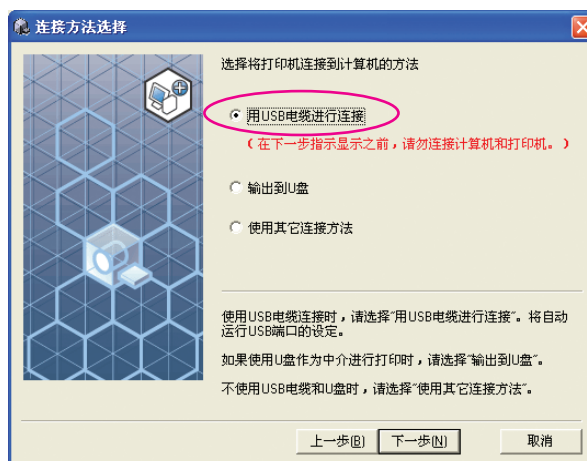 连接方法选择
选择将打印机连接到计算机的方法
用USB电缆进行连接
(在下一步指示显示之前，请勿连接计算机和打印机。)
输出到U盘
使用其它连接方法
使用USB电缆连接时，请选择“用USB电缆进行连接”。将自动
运行USB端口的设定。
如果使用U盘作为中介进行打印时，请选择“输出到U盘”。
不使用USB电缆和U盘时，请选择“使用其它连接方法”。
上一步(B) 下一步(N) 取消